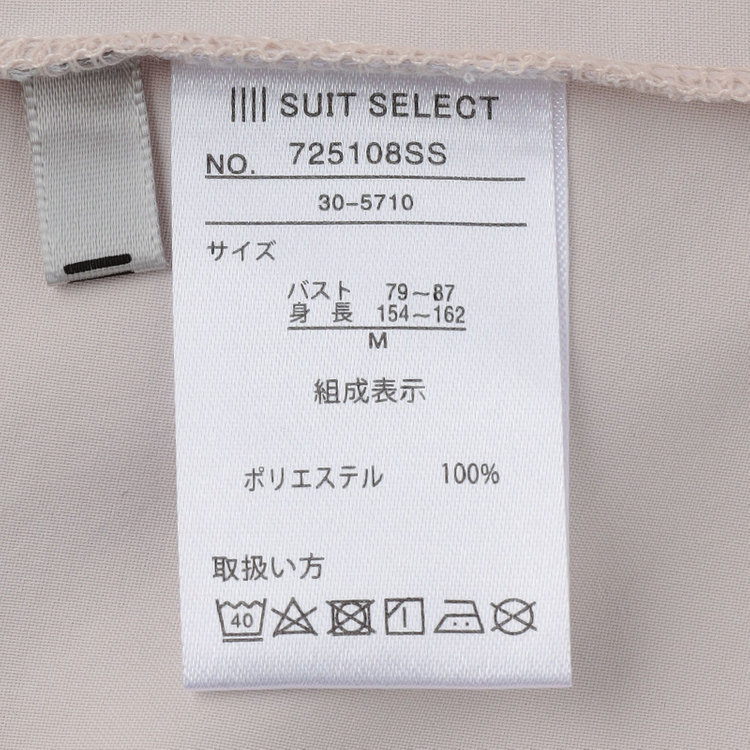 SUIT SELECT
NO. 725108SS
30-5710
サイズ
バスト 79～87
身 長 154～162
M
組成表示
ポリエステル 100%
取扱い方
40